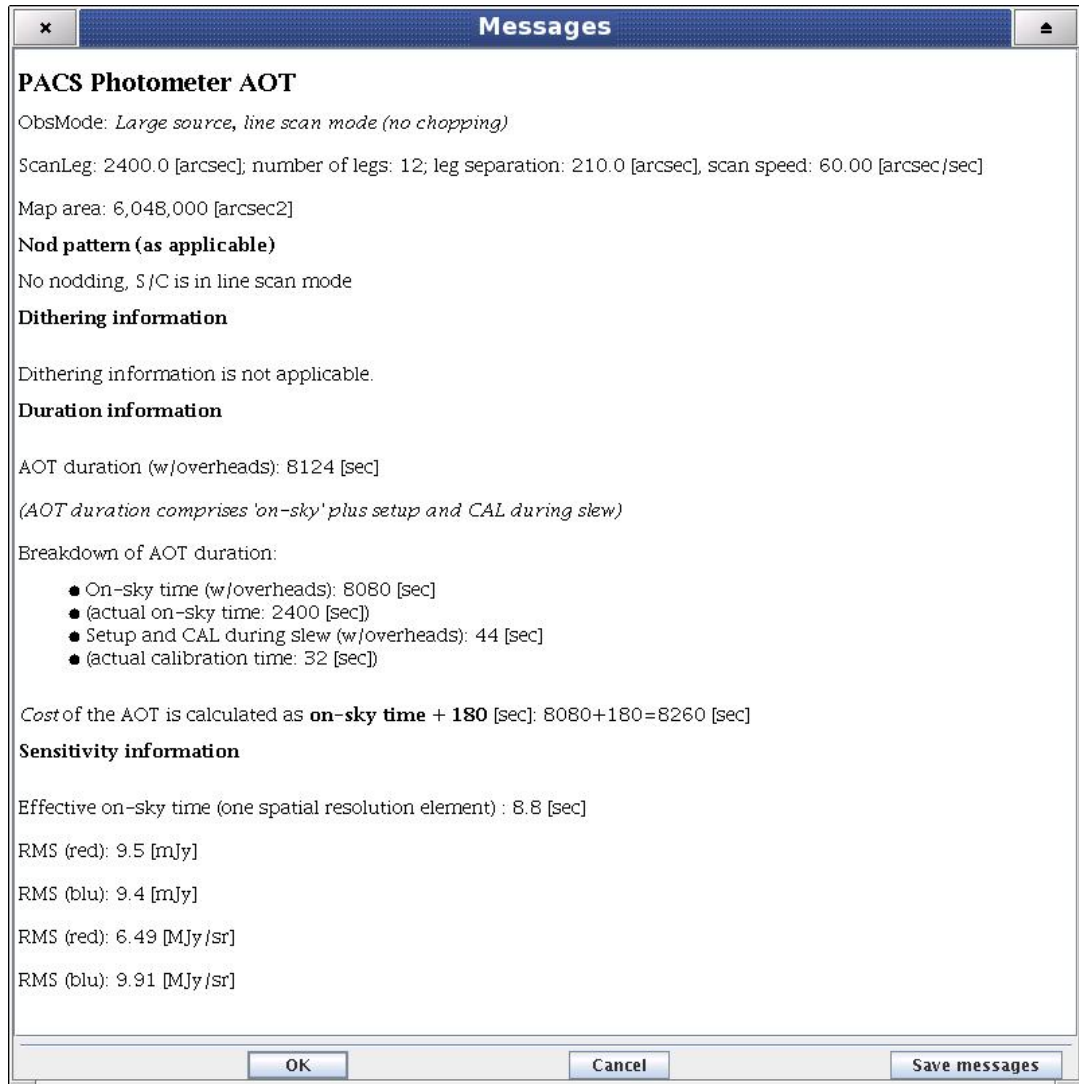 Messages
PACS Photometer AOT
ObsMode: Large source, line scan mode (no chopping)
ScanLeg: 2400.0 [arcsec]; number of legs: 12; leg separation: 210.0 [arcsec], scan speed: 60.00 [arcsec/sec]
Map area: 6,048,000 [arcsec2]
Nod pattern (as applicable)
No nodding, S/C is in line scan mode
Dithering information
Dithering information is not applicable.
Duration information
AOT duration (w/overheads): 8124 [sec]
(AOT duration comprises 'on-sky' plus setup and CAL during slew)
Breakdown of AOT duration:
● On-sky time (w/overheads): 8080 [sec]
● (actual on-sky time: 2400 [sec])
● Setup and CAL during slew (w/overheads): 44 [sec]
● (actual calibration time: 32 [sec])
Cost of the AOT is calculated as on-sky time + 180 [sec]: 8080+180=8260 [sec]
Sensitivity information
Effective on-sky time (one spatial resolution element) : 8.8 [sec]
RMS (red): 9.5 [mJy]
RMS (blu): 9.4 [mJy]
RMS (red): 6.49 [MJy/sr]
RMS (blu): 9.91 [MJy/sr]
OK Cancel Save messages